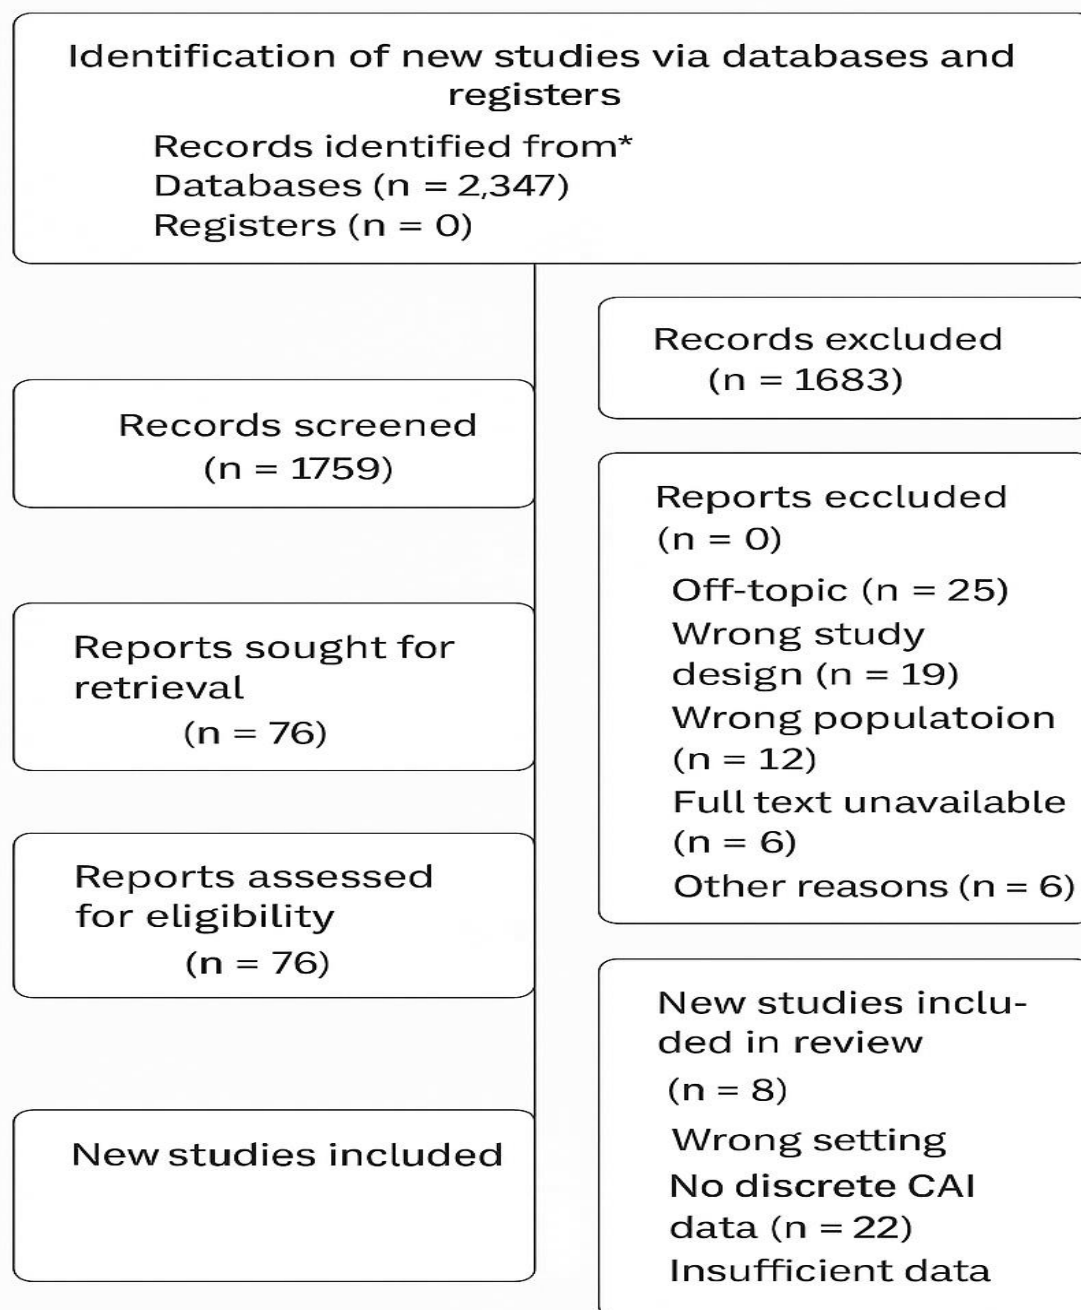 Identification of new studies via databases and
registers
Records identified from*
Databases (n = 2,347)
Registers (n = 0)
Records excluded
(n = 1683)
Records screened
(n = 1759)
Reports eccluded
(n = 0)
Off-topic (n = 25)
Wrong study
design (n = 19)
Wrong populatoion
(n = 12)
Full text unavailable
(n = 6)
Other reasons (n = 6)
Reports sought for
retrieval
(n = 76)
Reports assessed
for eligibility
(n = 76)
New studies inclu-
ded in review
(n = 8)
Wrong setting
No discrete CAI
data (n = 22)
Insufficient data
New studies included